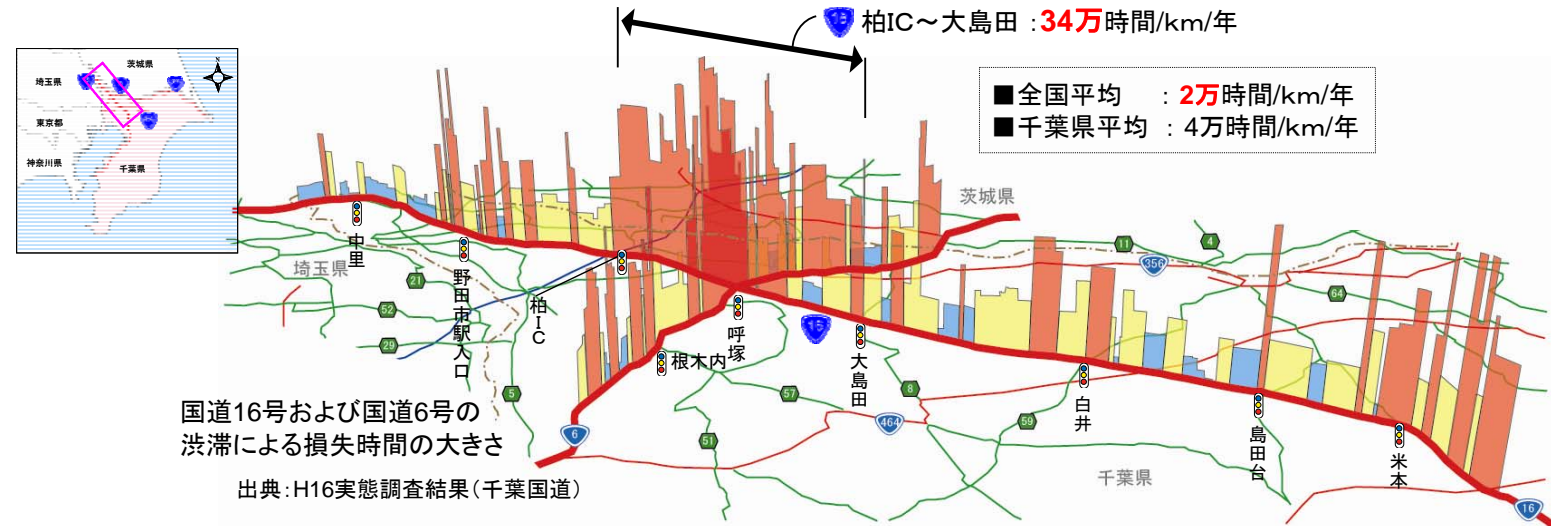 16
柏IC～大島田：34万時間/km/年
■全国平均　：2万時間/km/年
■千葉県平均：4万時間/km/年
茨城県
埼玉県
東京都
神奈川県
千葉県
N
茨城県
埼玉県
中里
野田市駅入口
柏IC
根木内
呼塚
大島田
白井
島田台
米本
千葉県
21
52
29
5
6
51
57
16
8
464
59
11
4
356
64
16
国道16号および国道6号の
渋滞による損失時間の大きさ
出典：H16実態調査結果（千葉国道）